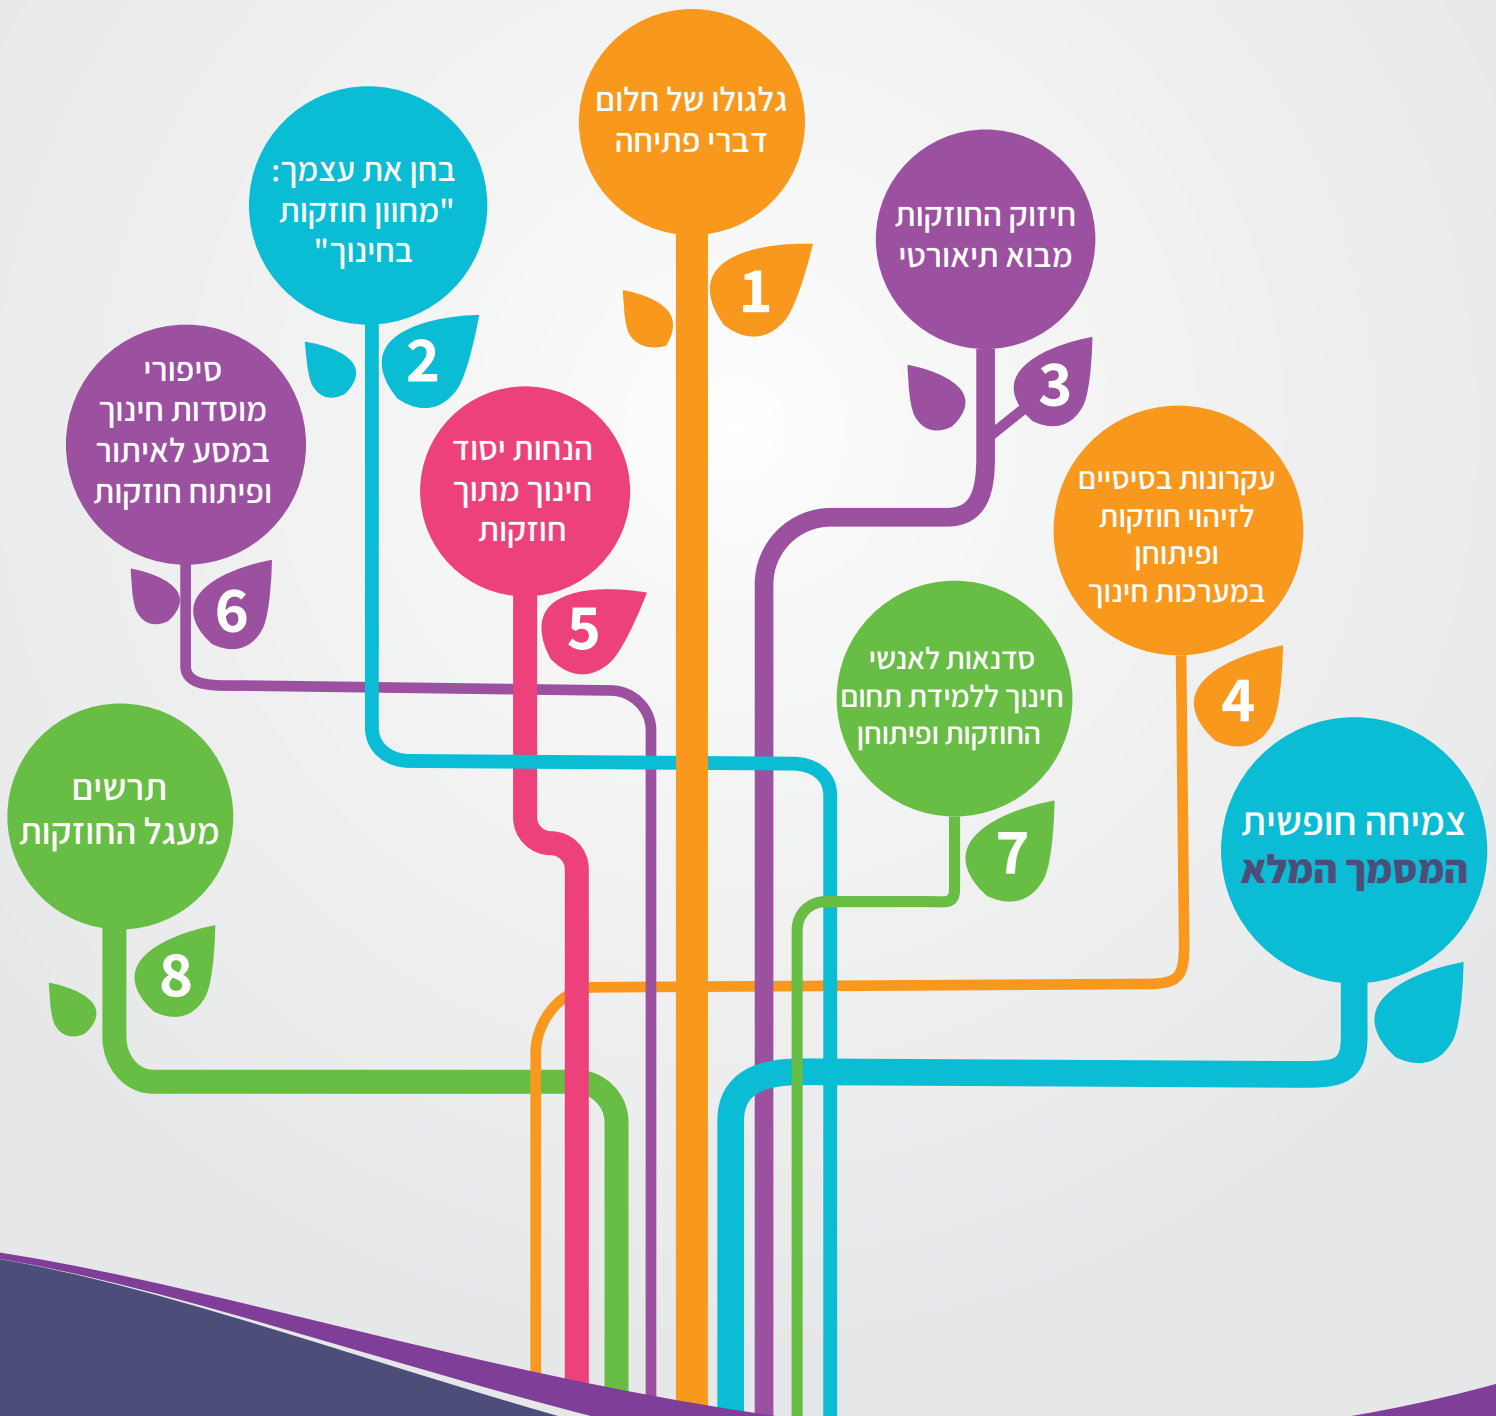 גלגולו של חלום
דברי פתיחה
1
בחן את עצמך:
"מחוון חוזקות
בחינוך"
2
חיזוק החוזקות
מבוא תיאורטי
3
עקרונות בסיסיים
לזיהוי חוזקות
ופיתוחן
במערכות חינוך
4
הנחות יסוד
חינוך מתוך
חוזקות
5
סיפורי
מוסדות חינוך
במסע לאיתור
ופיתוח חוזקות
6
סדנאות לאנשי
חינוך ללמידת תחום
החוזקות ופיתוחן
7
תרשים
מעגל החוזקות
8
צמיחה חופשית
המסמך המלא